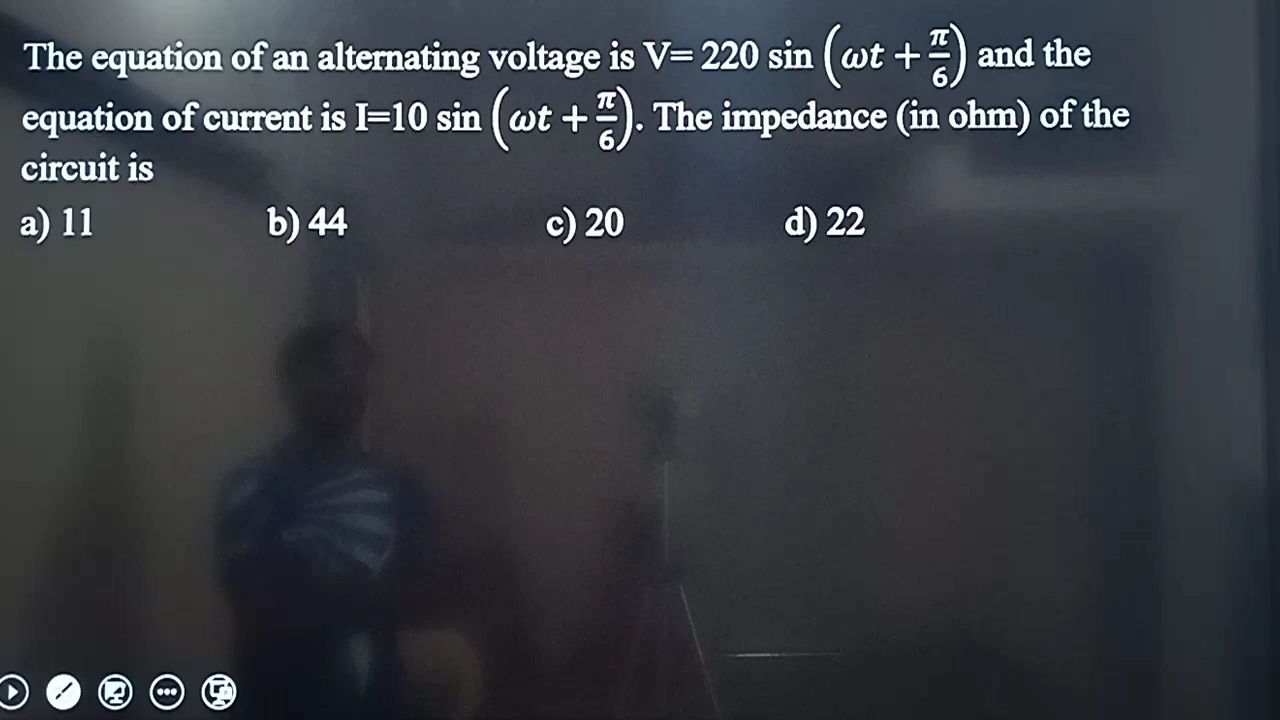 The equation of an alternating voltage is V= 220 sin (ωt + π/6) and the
equation of current is I=10 sin (ωt + π/6). The impedance (in ohm) of the
circuit is
a) 11 b) 44 c) 20 d) 22